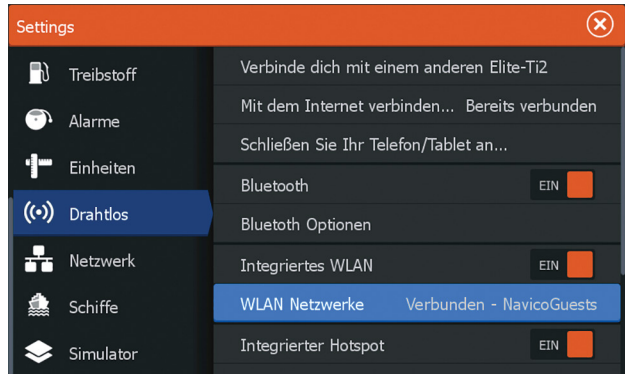 Settings
Treibstoff
Alarme
Einheiten
Drahtlos
Netzwerk
Schiffe
Simulator
Verbinde dich mit einem anderen Elite-Ti2
Mit dem Internet verbinden... Bereits verbunden
Schließen Sie Ihr Telefon/Tablet an...
Bluetooth EIN
Bluetoth Optionen
Integriertes WLAN EIN
WLAN Netzwerke Verbunden - NavicoGuests
Integrierter Hotspot EIN